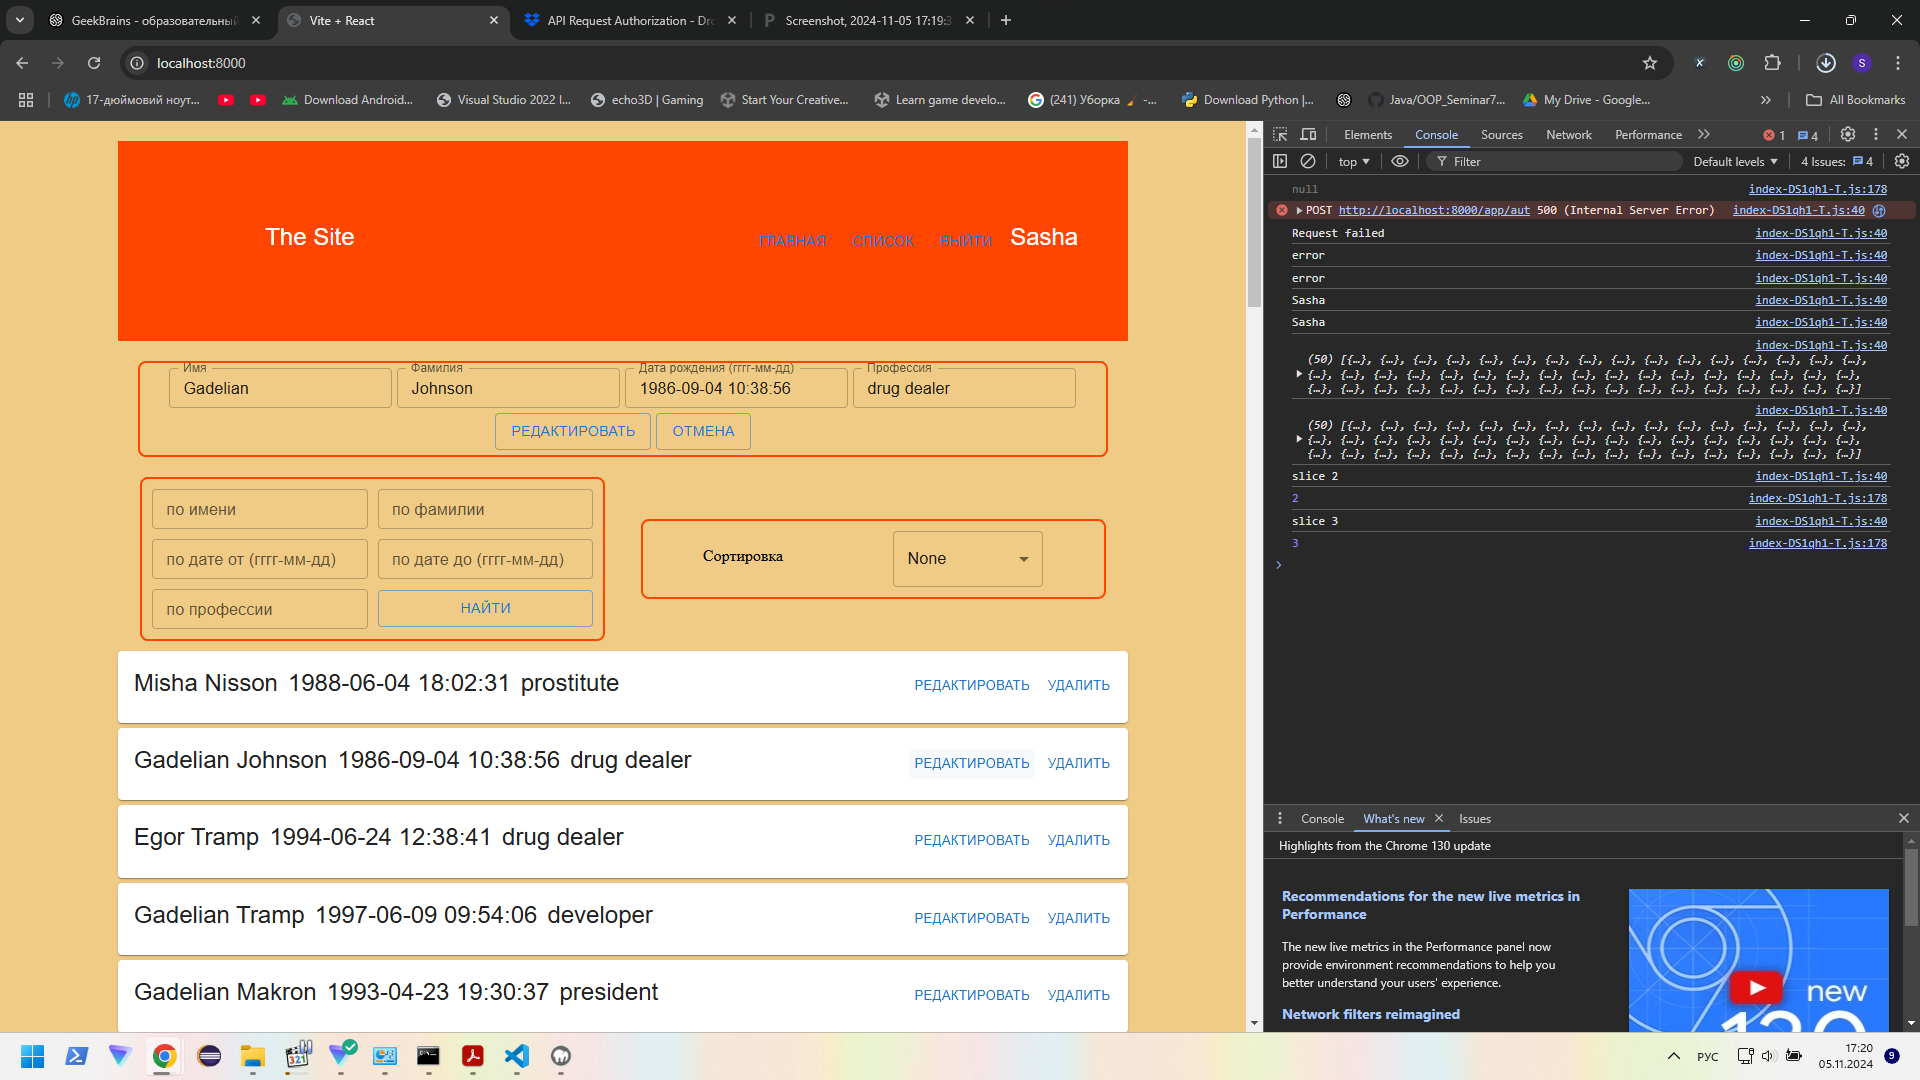 GeekBrains - образовательный
Vite + React
API Request Authorization - Dro
Screenshot, 2024-11-05 17:19:3
localhost:8000
S
17-дюймовий ноут...
Download Android...
Visual Studio 2022 I...
echo3D | Gaming
Start Your Creative...
Learn game develo...
(241) Уборка 🧹 -...
Download Python |...
Java/OOP_Seminar7...
My Drive - Google...
All Bookmarks
The Site
ГЛАВНАЯ
СПИСОК
ВЫЙТИ
Sasha
Имя
Gadelian
Фамилия
Johnson
Дата рождения (гггг-мм-дд)
1986-09-04 10:38:56
Профессия
drug dealer
РЕДАКТИРОВАТЬ
ОТМЕНА
по имени
по фамилии
по дате от (гггг-мм-дд)
по дате до (гггг-мм-дд)
по профессии
НАЙТИ
Сортировка
None
Misha Nisson 1988-06-04 18:02:31 prostitute
РЕДАКТИРОВАТЬ УДАЛИТЬ
Gadelian Johnson 1986-09-04 10:38:56 drug dealer
РЕДАКТИРОВАТЬ УДАЛИТЬ
Egor Tramp 1994-06-24 12:38:41 drug dealer
РЕДАКТИРОВАТЬ УДАЛИТЬ
Gadelian Tramp 1997-06-09 09:54:06 developer
РЕДАКТИРОВАТЬ УДАЛИТЬ
Gadelian Makron 1993-04-23 19:30:37 president
РЕДАКТИРОВАТЬ УДАЛИТЬ
Elements Console Sources Network Performance
1 4
top Filter Default levels 4 Issues: 4
null index-DS1qh1-T.js:178
POST http://localhost:8000/app/aut 500 (Internal Server Error) index-DS1qh1-T.js:40
Request failed index-DS1qh1-T.js:40
error index-DS1qh1-T.js:40
error index-DS1qh1-T.js:40
Sasha index-DS1qh1-T.js:40
Sasha index-DS1qh1-T.js:40
index-DS1qh1-T.js:40
(50) [{…}, {…}, {…}, {…}, {…}, {…}, {…}, {…}, {…}, {…}, {…}, {…}, {…}, {…}, {…}, {…},
{…}, {…}, {…}, {…}, {…}, {…}, {…}, {…}, {…}, {…}, {…}, {…}, {…}, {…}, {…}, {…}, {…},
{…}, {…}, {…}, {…}, {…}, {…}, {…}, {…}, {…}, {…}, {…}, {…}, {…}, {…}, {…}, {…}, {…}]
index-DS1qh1-T.js:40
(50) [{…}, {…}, {…}, {…}, {…}, {…}, {…}, {…}, {…}, {…}, {…}, {…}, {…}, {…}, {…}, {…},
{…}, {…}, {…}, {…}, {…}, {…}, {…}, {…}, {…}, {…}, {…}, {…}, {…}, {…}, {…}, {…}, {…},
{…}, {…}, {…}, {…}, {…}, {…}, {…}, {…}, {…}, {…}, {…}, {…}, {…}, {…}, {…}, {…}, {…}]
slice 2 index-DS1qh1-T.js:40
2 index-DS1qh1-T.js:178
slice 3 index-DS1qh1-T.js:40
3 index-DS1qh1-T.js:178
Console What's new Issues
Highlights from the Chrome 130 update
Recommendations for the new live metrics in
Performance
The new live metrics in the Performance panel now
provide environment recommendations to help you
better understand your users' experience.
Network filters reimagined
new
130
321
РУС
17:20
05.11.2024
9